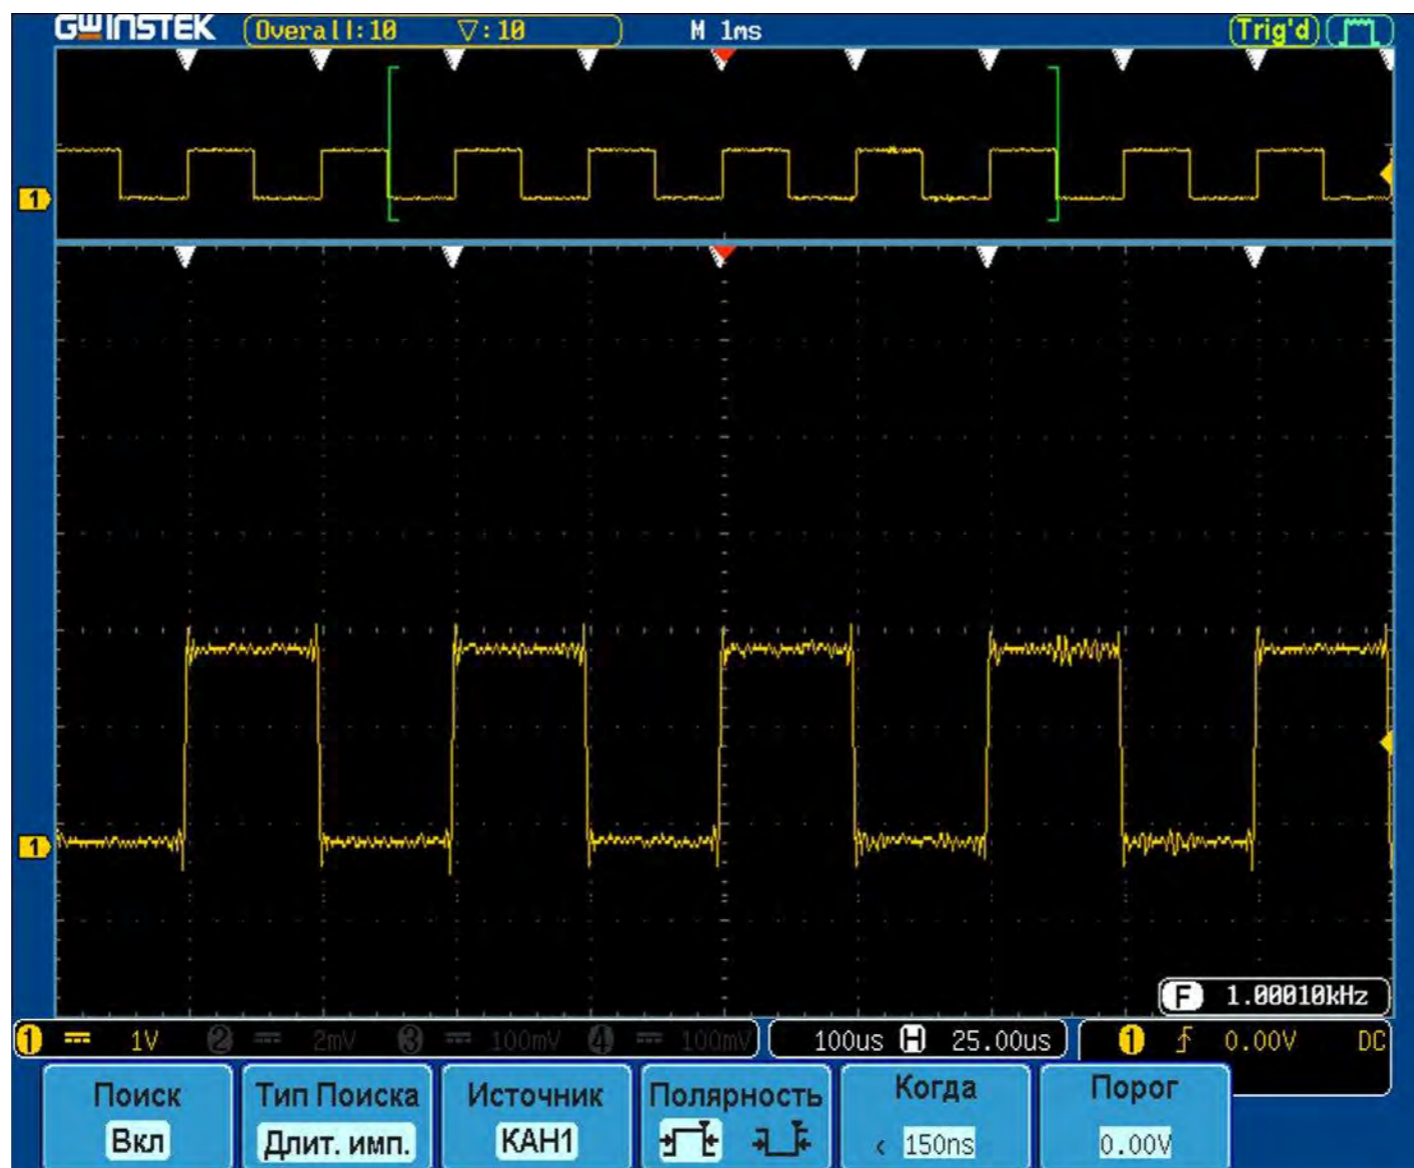 GWINSTEK Overall:10 ▽:10 M 1ms Trig'd
1
1
F 1.00010kHz
1 1V 2 2mV 3 100mV 4 100mV 100us H 25.00us 1 0.00V DC
Поиск Тип Поиска Источник Полярность Когда Порог
Вкл Длит. имп. КАН1 < 150ns 0.00V